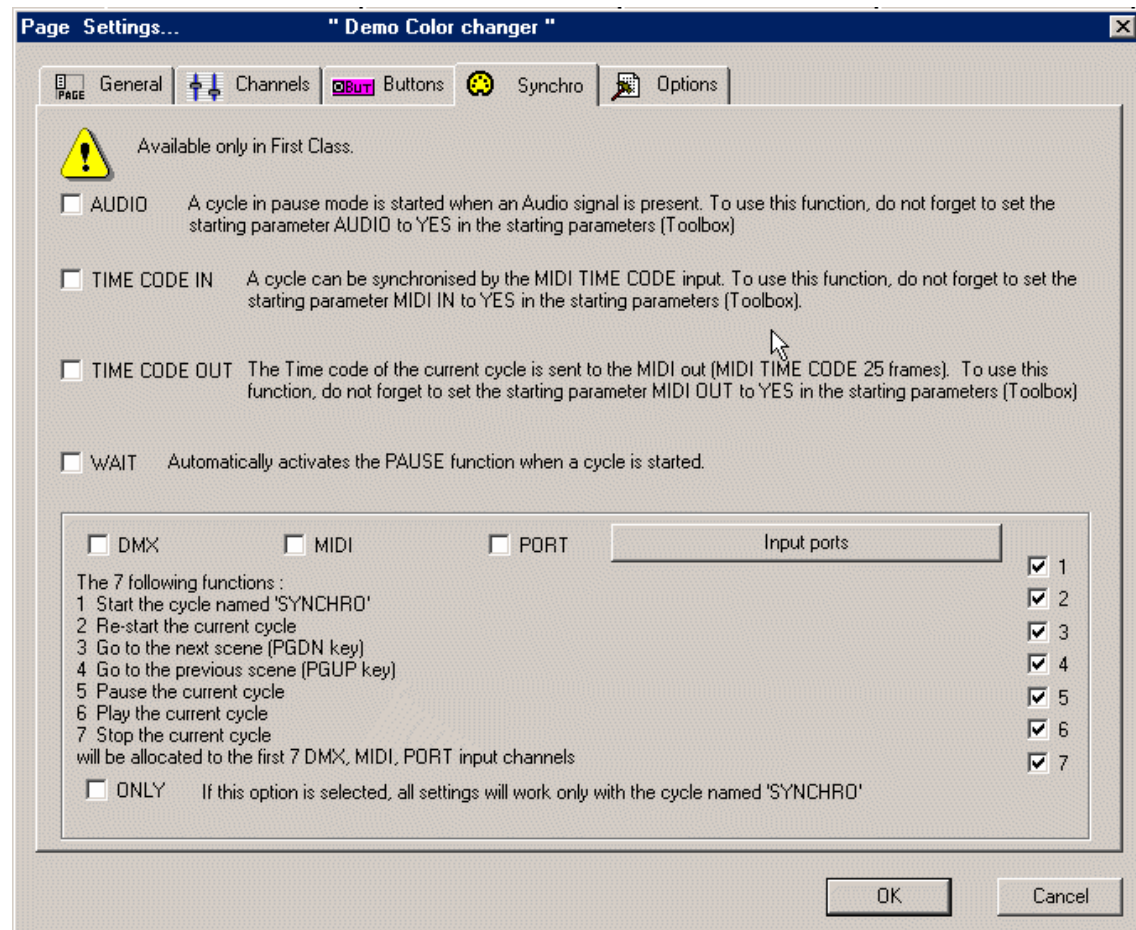 Page Settings... " Demo Color changer "
PAGE General Channels BUT Buttons Synchro Options
Available only in First Class.
AUDIO A cycle in pause mode is started when an Audio signal is present. To use this function, do not forget to set the
starting parameter AUDIO to YES in the starting parameters (Toolbox)
TIME CODE IN A cycle can be synchronised by the MIDI TIME CODE input. To use this function, do not forget to set the
starting parameter MIDI IN to YES in the starting parameters (Toolbox).
TIME CODE OUT The Time code of the current cycle is sent to the MIDI out (MIDI TIME CODE 25 frames). To use this
function, do not forget to set the starting parameter MIDI OUT to YES in the starting parameters (Toolbox)
WAIT Automatically activates the PAUSE function when a cycle is started.
DMX MIDI PORT Input ports
1
The 7 following functions :
1 Start the cycle named 'SYNCHRO'
2
2 Re-start the current cycle
3 Go to the next scene (PGDN key)
3
4 Go to the previous scene (PGUP key)
4
5 Pause the current cycle
5
6 Play the current cycle
6
7 Stop the current cycle
will be allocated to the first 7 DMX, MIDI, PORT input channels
7
ONLY If this option is selected, all settings will work only with the cycle named 'SYNCHRO'
OK Cancel